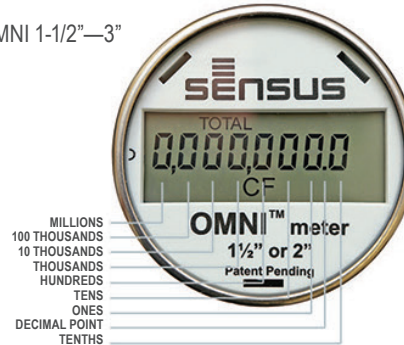 MNI 1-1/2”—3”
SENSUS
TOTAL
0,000,000.0
CF
OMNI™ meter
1½” or 2”
Patent Pending
MILLIONS
100 THOUSANDS
10 THOUSANDS
THOUSANDS
HUNDREDS
TENS
ONES
DECIMAL POINT
TENTHS